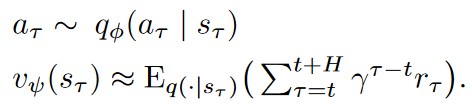 a_τ ∼ q_ϕ(a_τ | s_τ)
v_ψ(s_τ) ≈ E_{q(·|s_τ)}(∑_{τ=t}^{t+H} γ^{τ−t} r_τ).